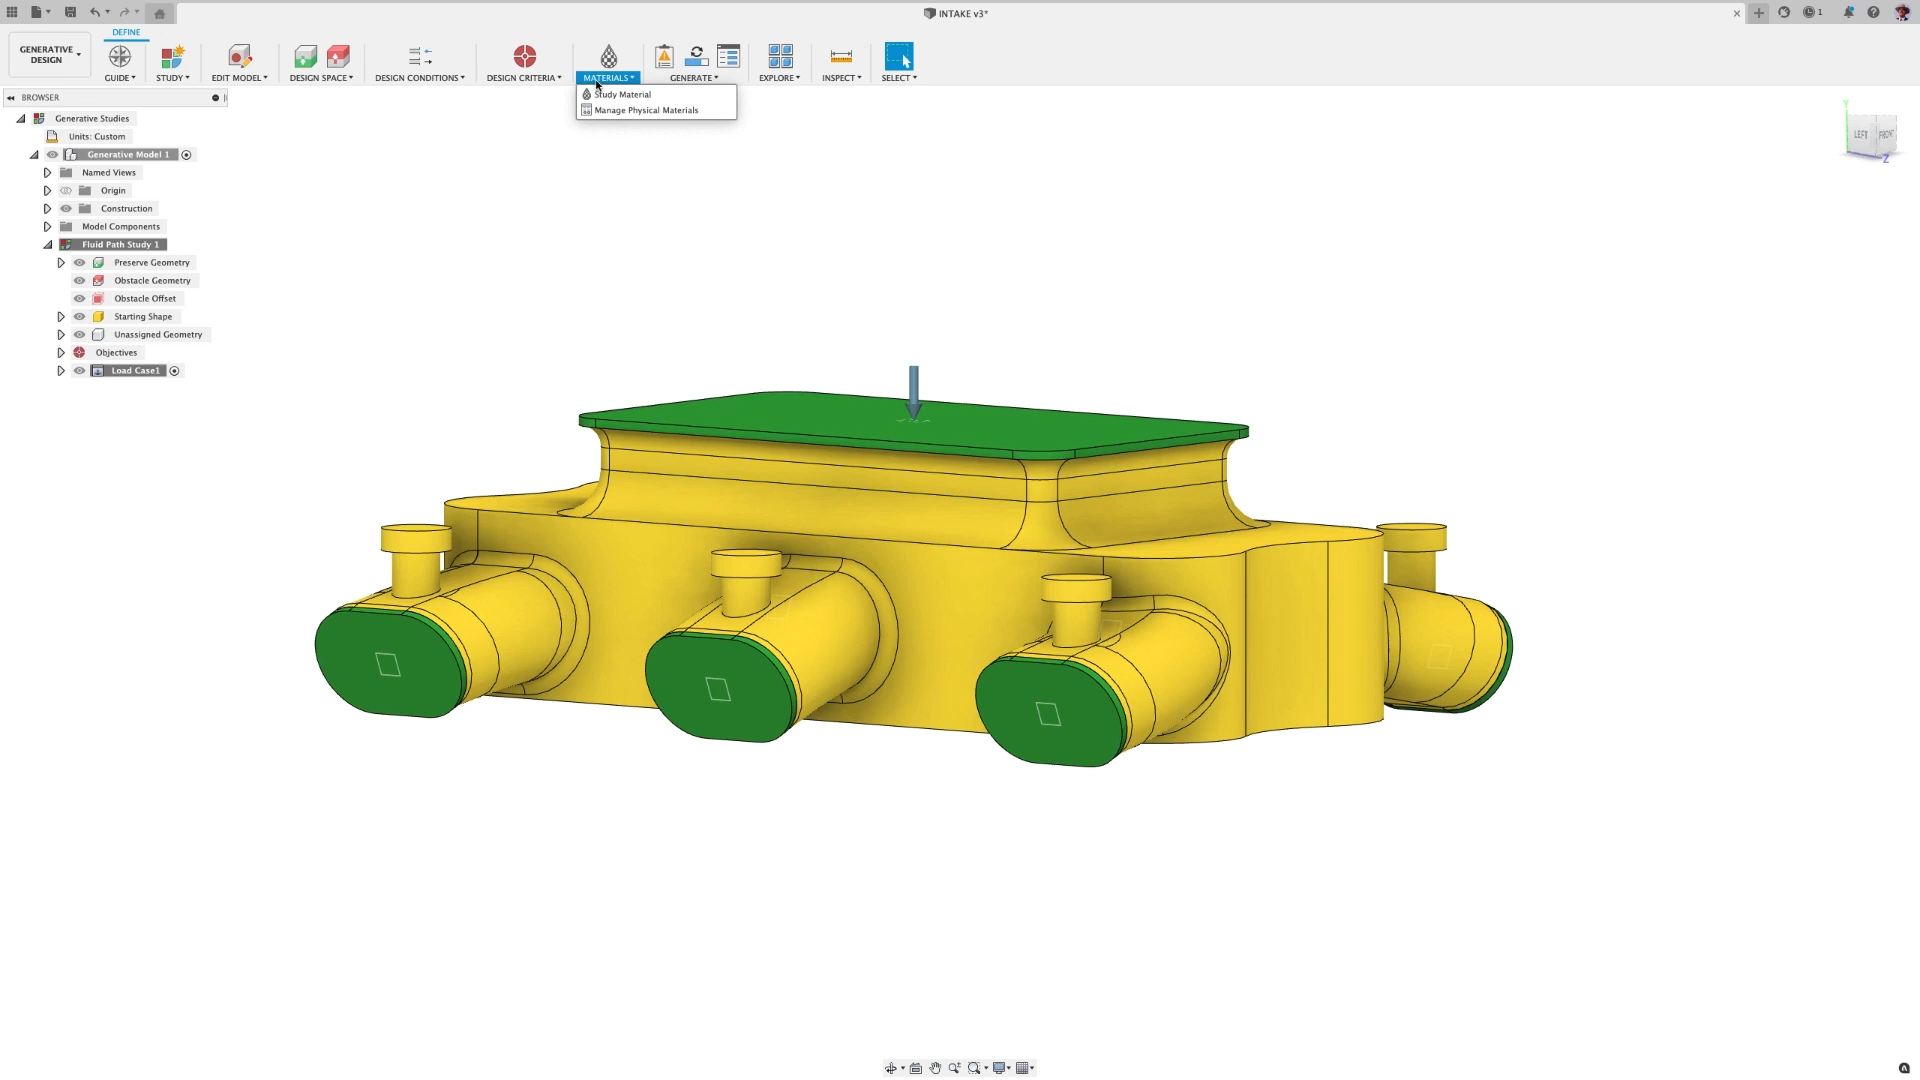 INTAKE v3*
1
DEFINE
GENERATIVE DESIGN
GUIDE
STUDY
EDIT MODEL
DESIGN SPACE
DESIGN CONDITIONS
DESIGN CRITERIA
MATERIALS
GENERATE
EXPLORE
INSPECT
SELECT
Study Material
Manage Physical Materials
BROWSER
Generative Studies
Units: Custom
Generative Model 1
Named Views
Origin
Construction
Model Components
Fluid Path Study 1
Preserve Geometry
Obstacle Geometry
Obstacle Offset
Starting Shape
Unassigned Geometry
Objectives
Load Case1
Y
LEFT
FRONT
Z